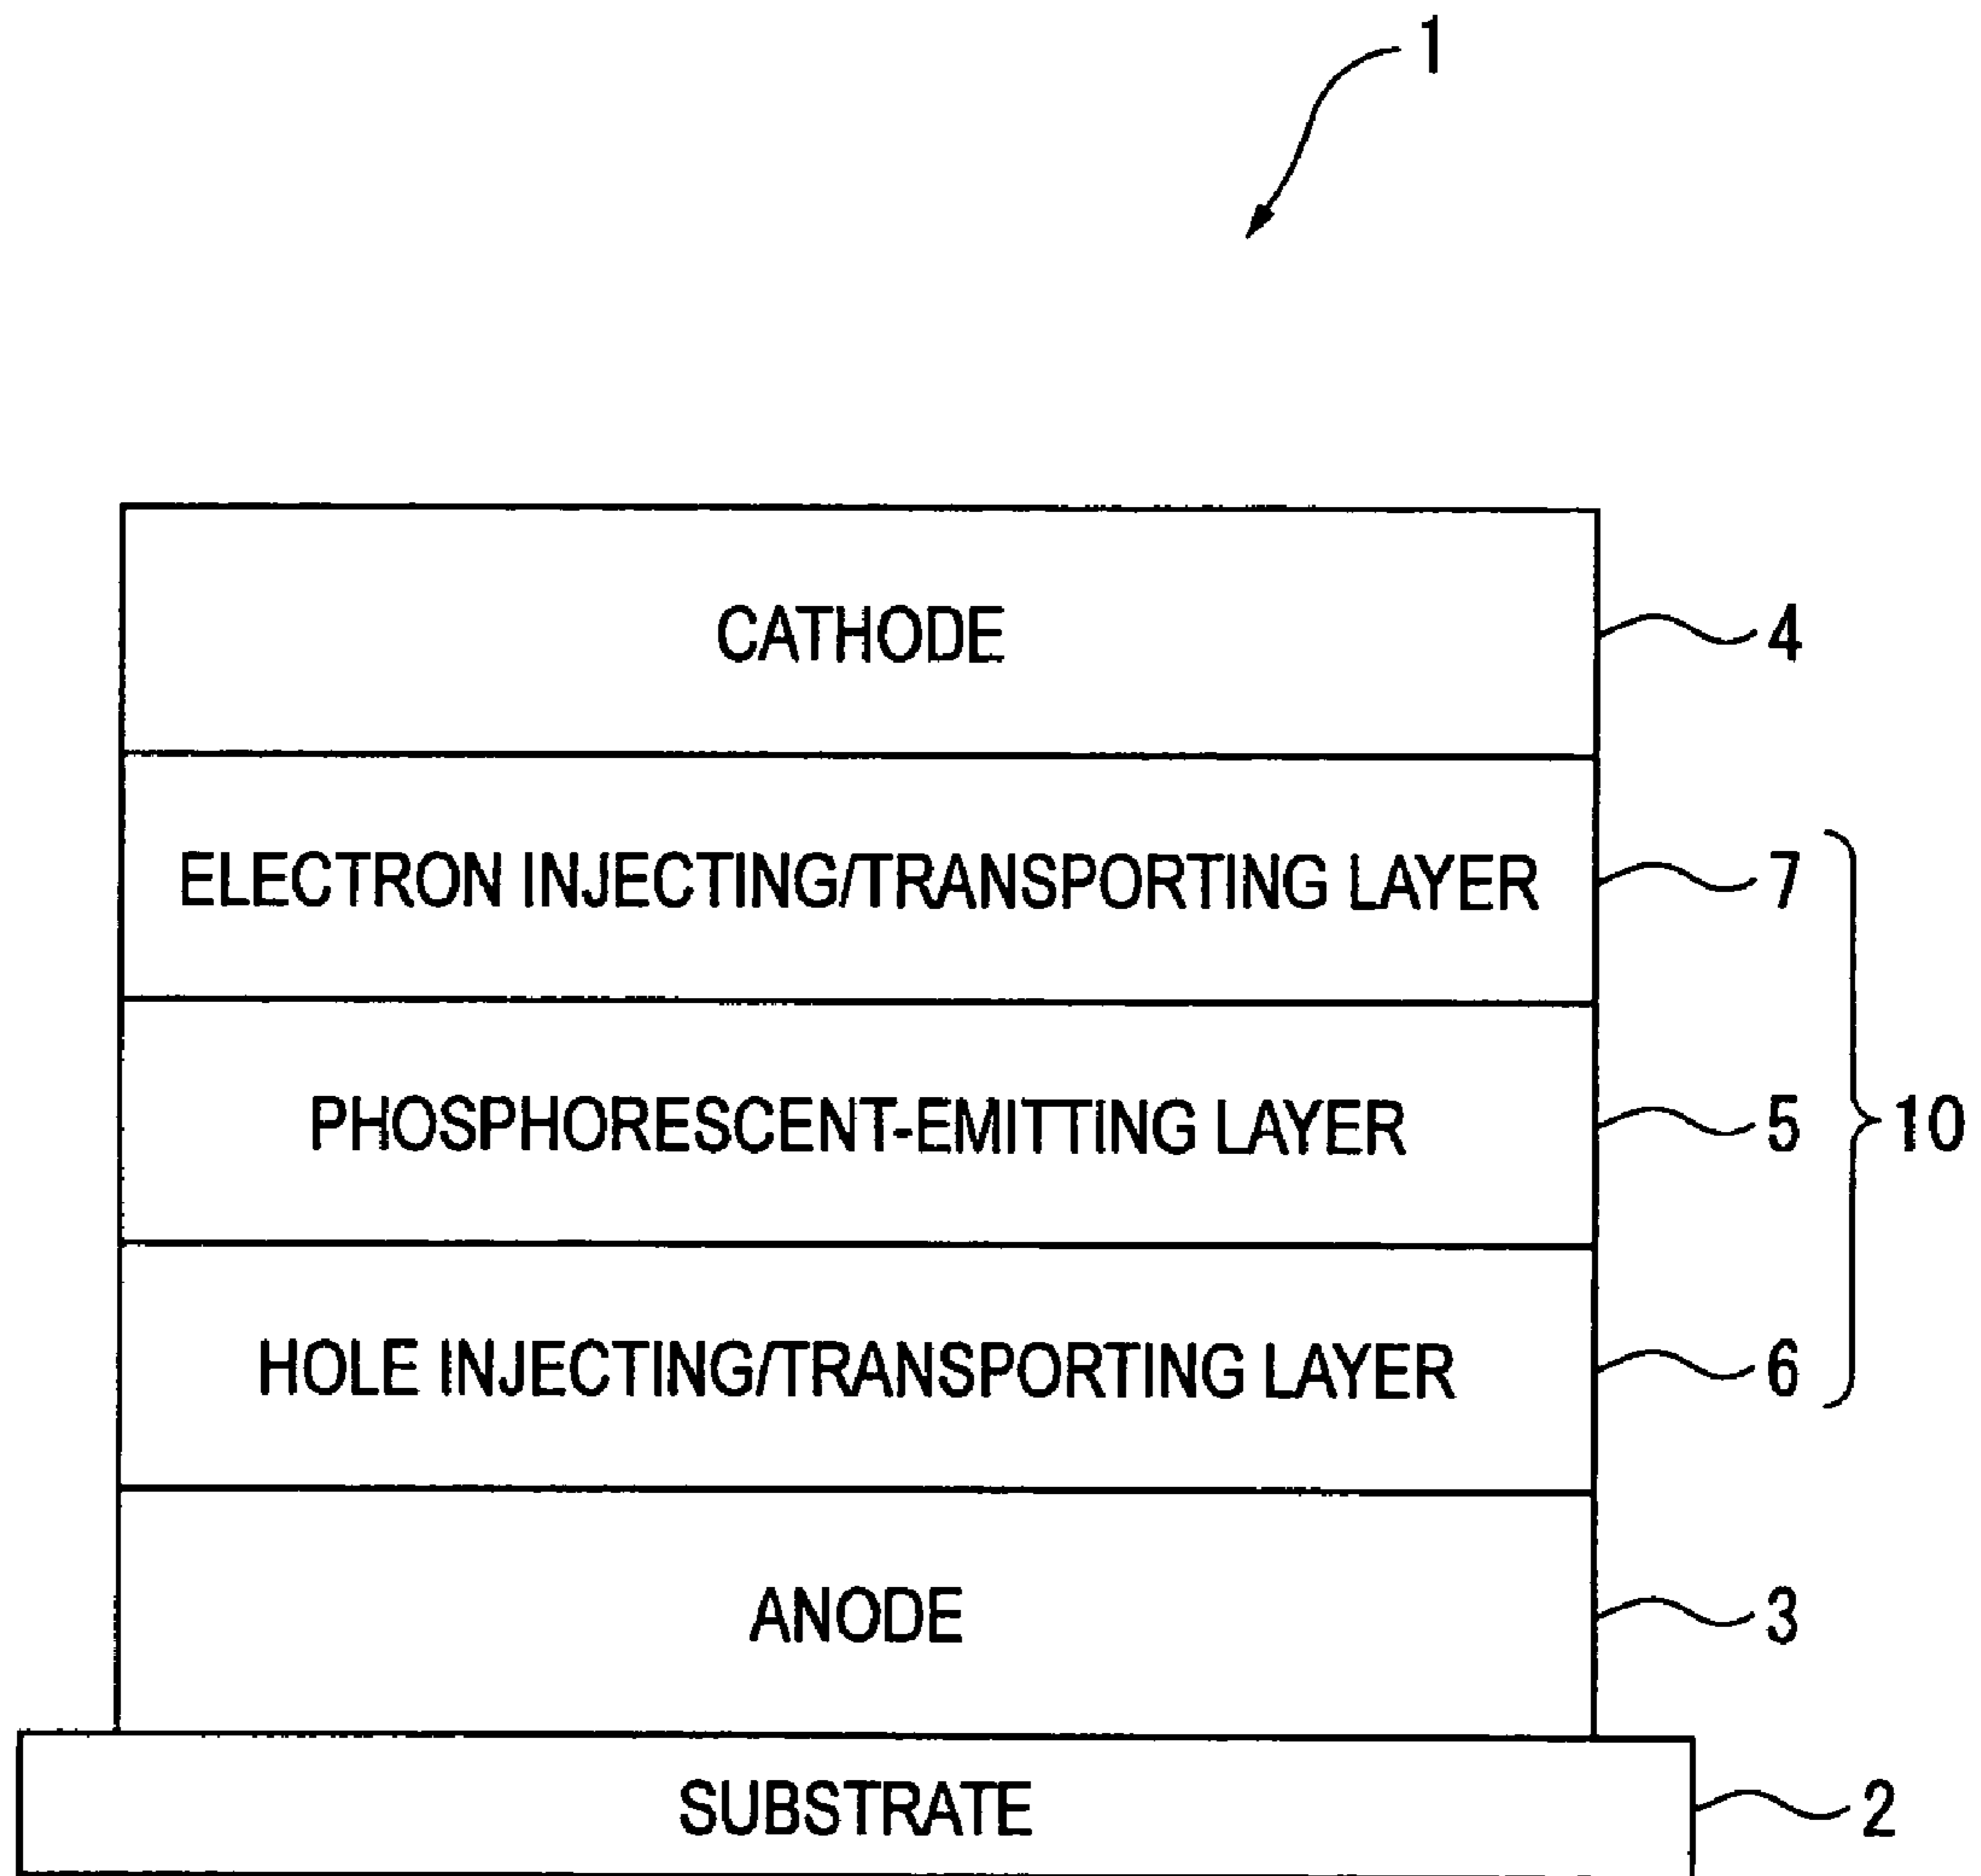 1
CATHODE 4
ELECTRON INJECTING/TRANSPORTING LAYER 7
PHOSPHORESCENT-EMITTING LAYER 5 10
HOLE INJECTING/TRANSPORTING LAYER 6
ANODE 3
SUBSTRATE 2